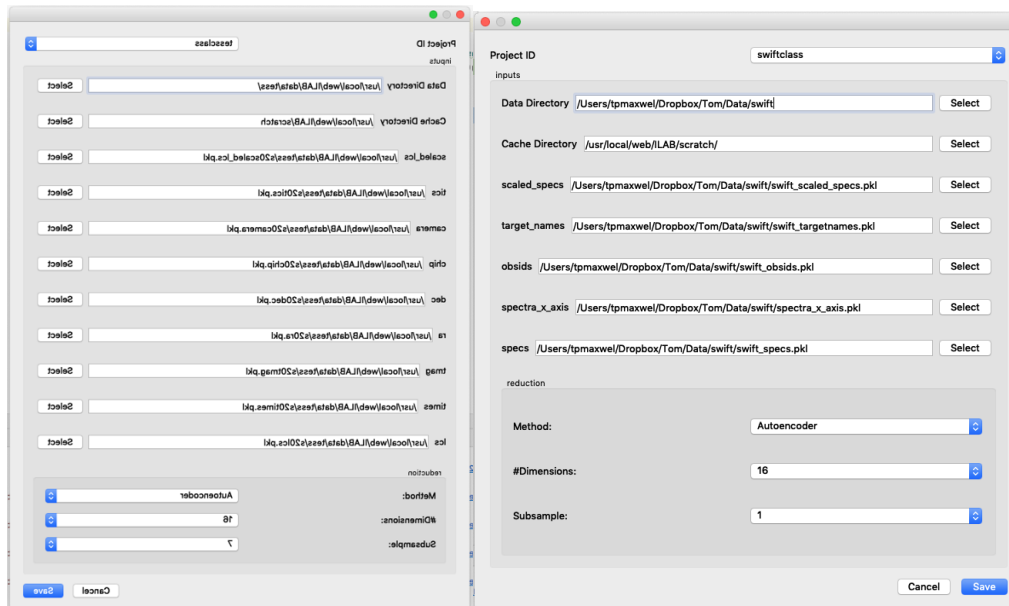 Project ID tessclass
inputs
Data Directory /usr/local/web/ILAB/data/tess/ Select
Cache Directory /usr/local/web/ILAB/scratch Select
scaled_lcs /usr/local/web/ILAB/data/tess/s20scaled_lcs.pkl Select
tics /usr/local/web/ILAB/data/tess/s20tics.pkl Select
camera /usr/local/web/ILAB/data/tess/s20camera.pkl Select
chip /usr/local/web/ILAB/data/tess/s20chip.pkl Select
dec /usr/local/web/ILAB/data/tess/s20dec.pkl Select
ra /usr/local/web/ILAB/data/tess/s20ra.pkl Select
tmag /usr/local/web/ILAB/data/tess/s20tmag.pkl Select
times /usr/local/web/ILAB/data/tess/s20times.pkl Select
lcs /usr/local/web/ILAB/data/tess/s20lcs.pkl Select
reduction
Method: Autoencoder
#Dimensions: 16
Subsample: 7
Cancel Save
Project ID swiftclass
inputs
Data Directory /Users/tpmaxwel/Dropbox/Tom/Data/swift Select
Cache Directory /usr/local/web/ILAB/scratch/ Select
scaled_specs /Users/tpmaxwel/Dropbox/Tom/Data/swift/swift_scaled_specs.pkl Select
target_names /Users/tpmaxwel/Dropbox/Tom/Data/swift/swift_targetnames.pkl Select
obsids /Users/tpmaxwel/Dropbox/Tom/Data/swift/swift_obsids.pkl Select
spectra_x_axis /Users/tpmaxwel/Dropbox/Tom/Data/swift/spectra_x_axis.pkl Select
specs /Users/tpmaxwel/Dropbox/Tom/Data/swift/swift_specs.pkl Select
reduction
Method: Autoencoder
#Dimensions: 16
Subsample: 1
Cancel Save